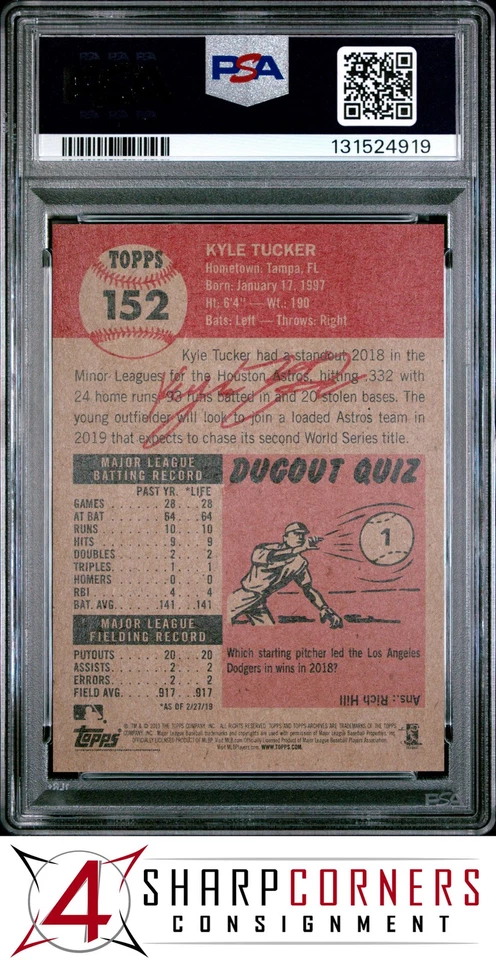 PSA
131524919
TOPPS
152
KYLE TUCKER
Hometown: Tampa, FL
Born: January 17, 1997
Ht: 6'4" — Wt.: 190
Bats: Left — Throws: Right
Kyle Tucker had a standout 2018 in the
Minor Leagues for the Houston Astros, hitting .332 with
24 home runs, 93 runs batted in and 20 stolen bases. The
young outfielder will look to join a loaded Astros team in
2019 that expects to chase its second World Series title.
MAJOR LEAGUE
BATTING RECORD
PAST YR. *LIFE
GAMES 28 . . 28
AT BAT 64 . . 64
RUNS 10 . . 10
HITS 9 . . 9
DOUBLES 2 . . 2
TRIPLES 1 . . 1
HOMERS 0 . . 0
RBI 4 . . 4
BAT. AVG. .141 . .141
MAJOR LEAGUE
FIELDING RECORD
PUTOUTS 20 . . 20
ASSISTS 2 . . 2
ERRORS 2 . . 2
FIELD AVG. .917 . .917
*AS OF 2/27/19
DUGOUT QUIZ
1
Which starting pitcher led the Los Angeles
Dodgers in wins in 2018?
Ans.: Rich Hill
Topps
PSA
4 SHARPCORNERS
CONSIGNMENT